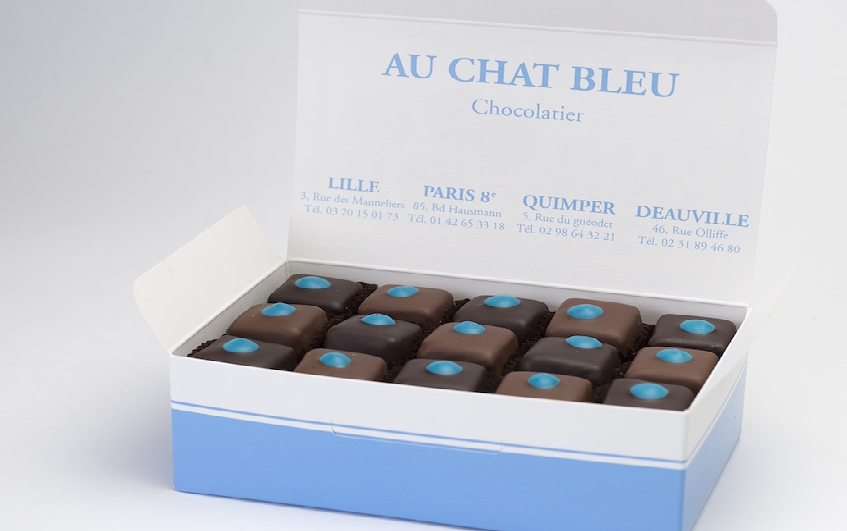 AU CHAT BLEU
Chocolatier
LILLE
3, Rue des Mauneliers
Tél. 03 20 15 01 73
PARIS 8e
85, Bd Hausmann
Tél. 01 42 65 33 18
QUIMPER
5, Rue du guéodet
Tél. 02 98 64 32 21
DEAUVILLE
46, Rue Olliffe
Tél. 02 31 89 46 80